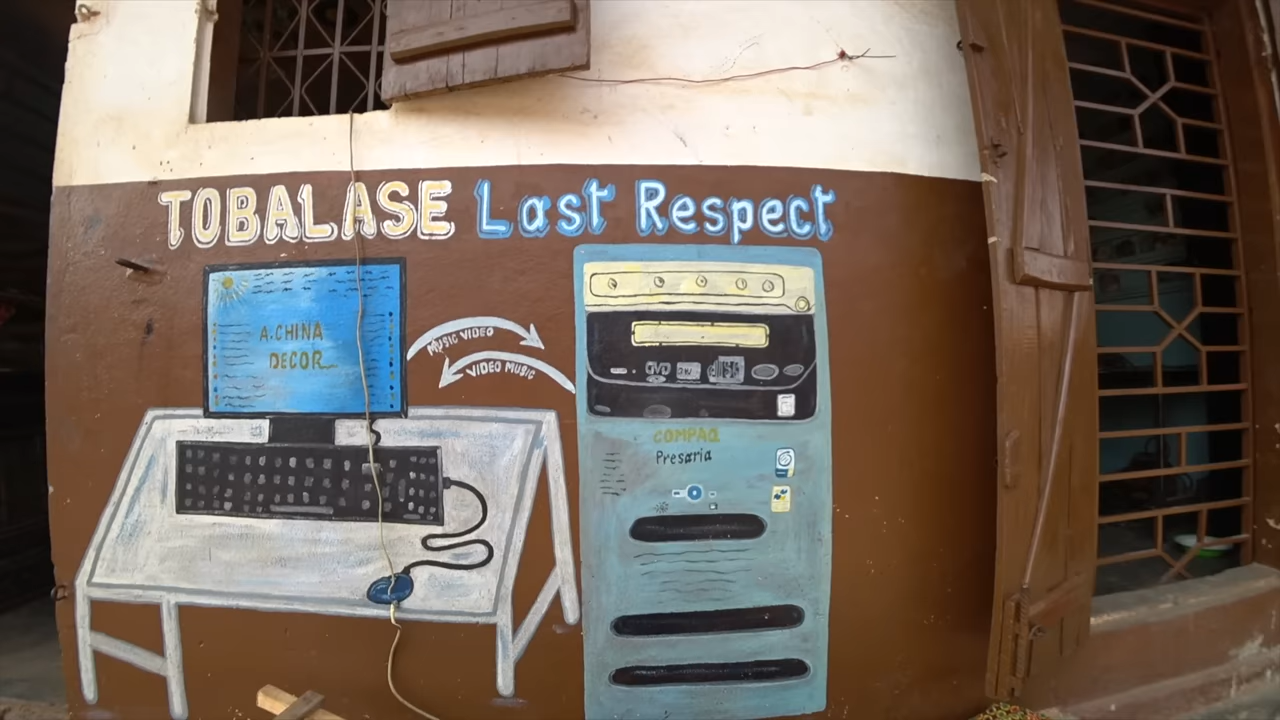 TOBALASE Last Respect
A. CHINA
DECOR
MUSIC VIDEO
VIDEO MUSIC
DVD
COMPAQ
Presaria